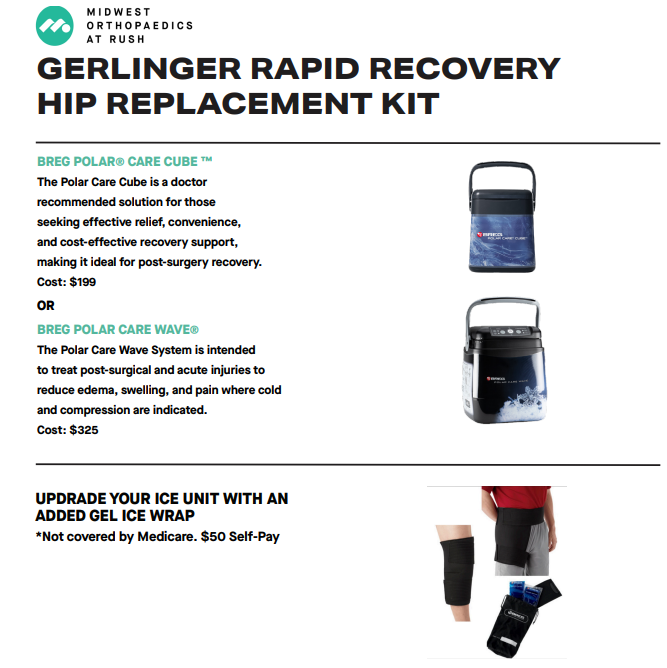 MIDWEST
ORTHOPAEDICS
AT RUSH
GERLINGER RAPID RECOVERY
HIP REPLACEMENT KIT
BREG POLAR® CARE CUBE ™
The Polar Care Cube is a doctor
recommended solution for those
seeking effective relief, convenience,
and cost-effective recovery support,
making it ideal for post-surgery recovery.
Cost: $199
POLAR CARE CUBE
OR
BREG POLAR CARE WAVE®
The Polar Care Wave System is intended
to treat post-surgical and acute injuries to
reduce edema, swelling, and pain where cold
and compression are indicated.
Cost: $325
POLAR CARE WAVE
UPDRADE YOUR ICE UNIT WITH AN
ADDED GEL ICE WRAP
*Not covered by Medicare. $50 Self-Pay